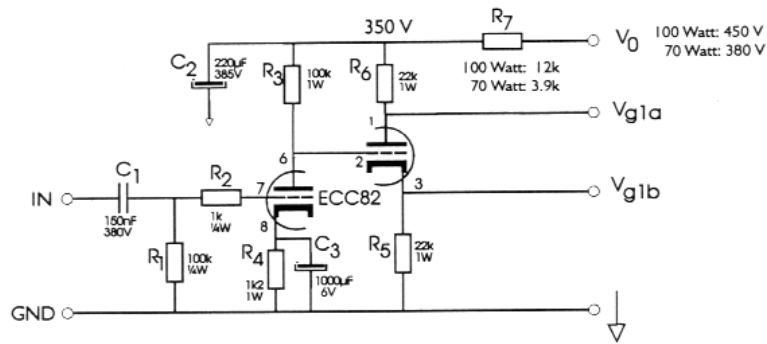 350 V
R7
V0
100 Watt: 450 V
70 Watt: 380 V
100 Watt: 12k
70 Watt: 3.9k
C2
220µF
385V
R3
100k
1W
R6
22k
1W
1
Vg1a
6
2
3
Vg1b
IN
C1
150nF
380V
R2
1k
¼W
7
ECC82
8
R1
100k
¼W
R4
1k2
1W
C3
1000µF
6V
R5
22k
1W
GND